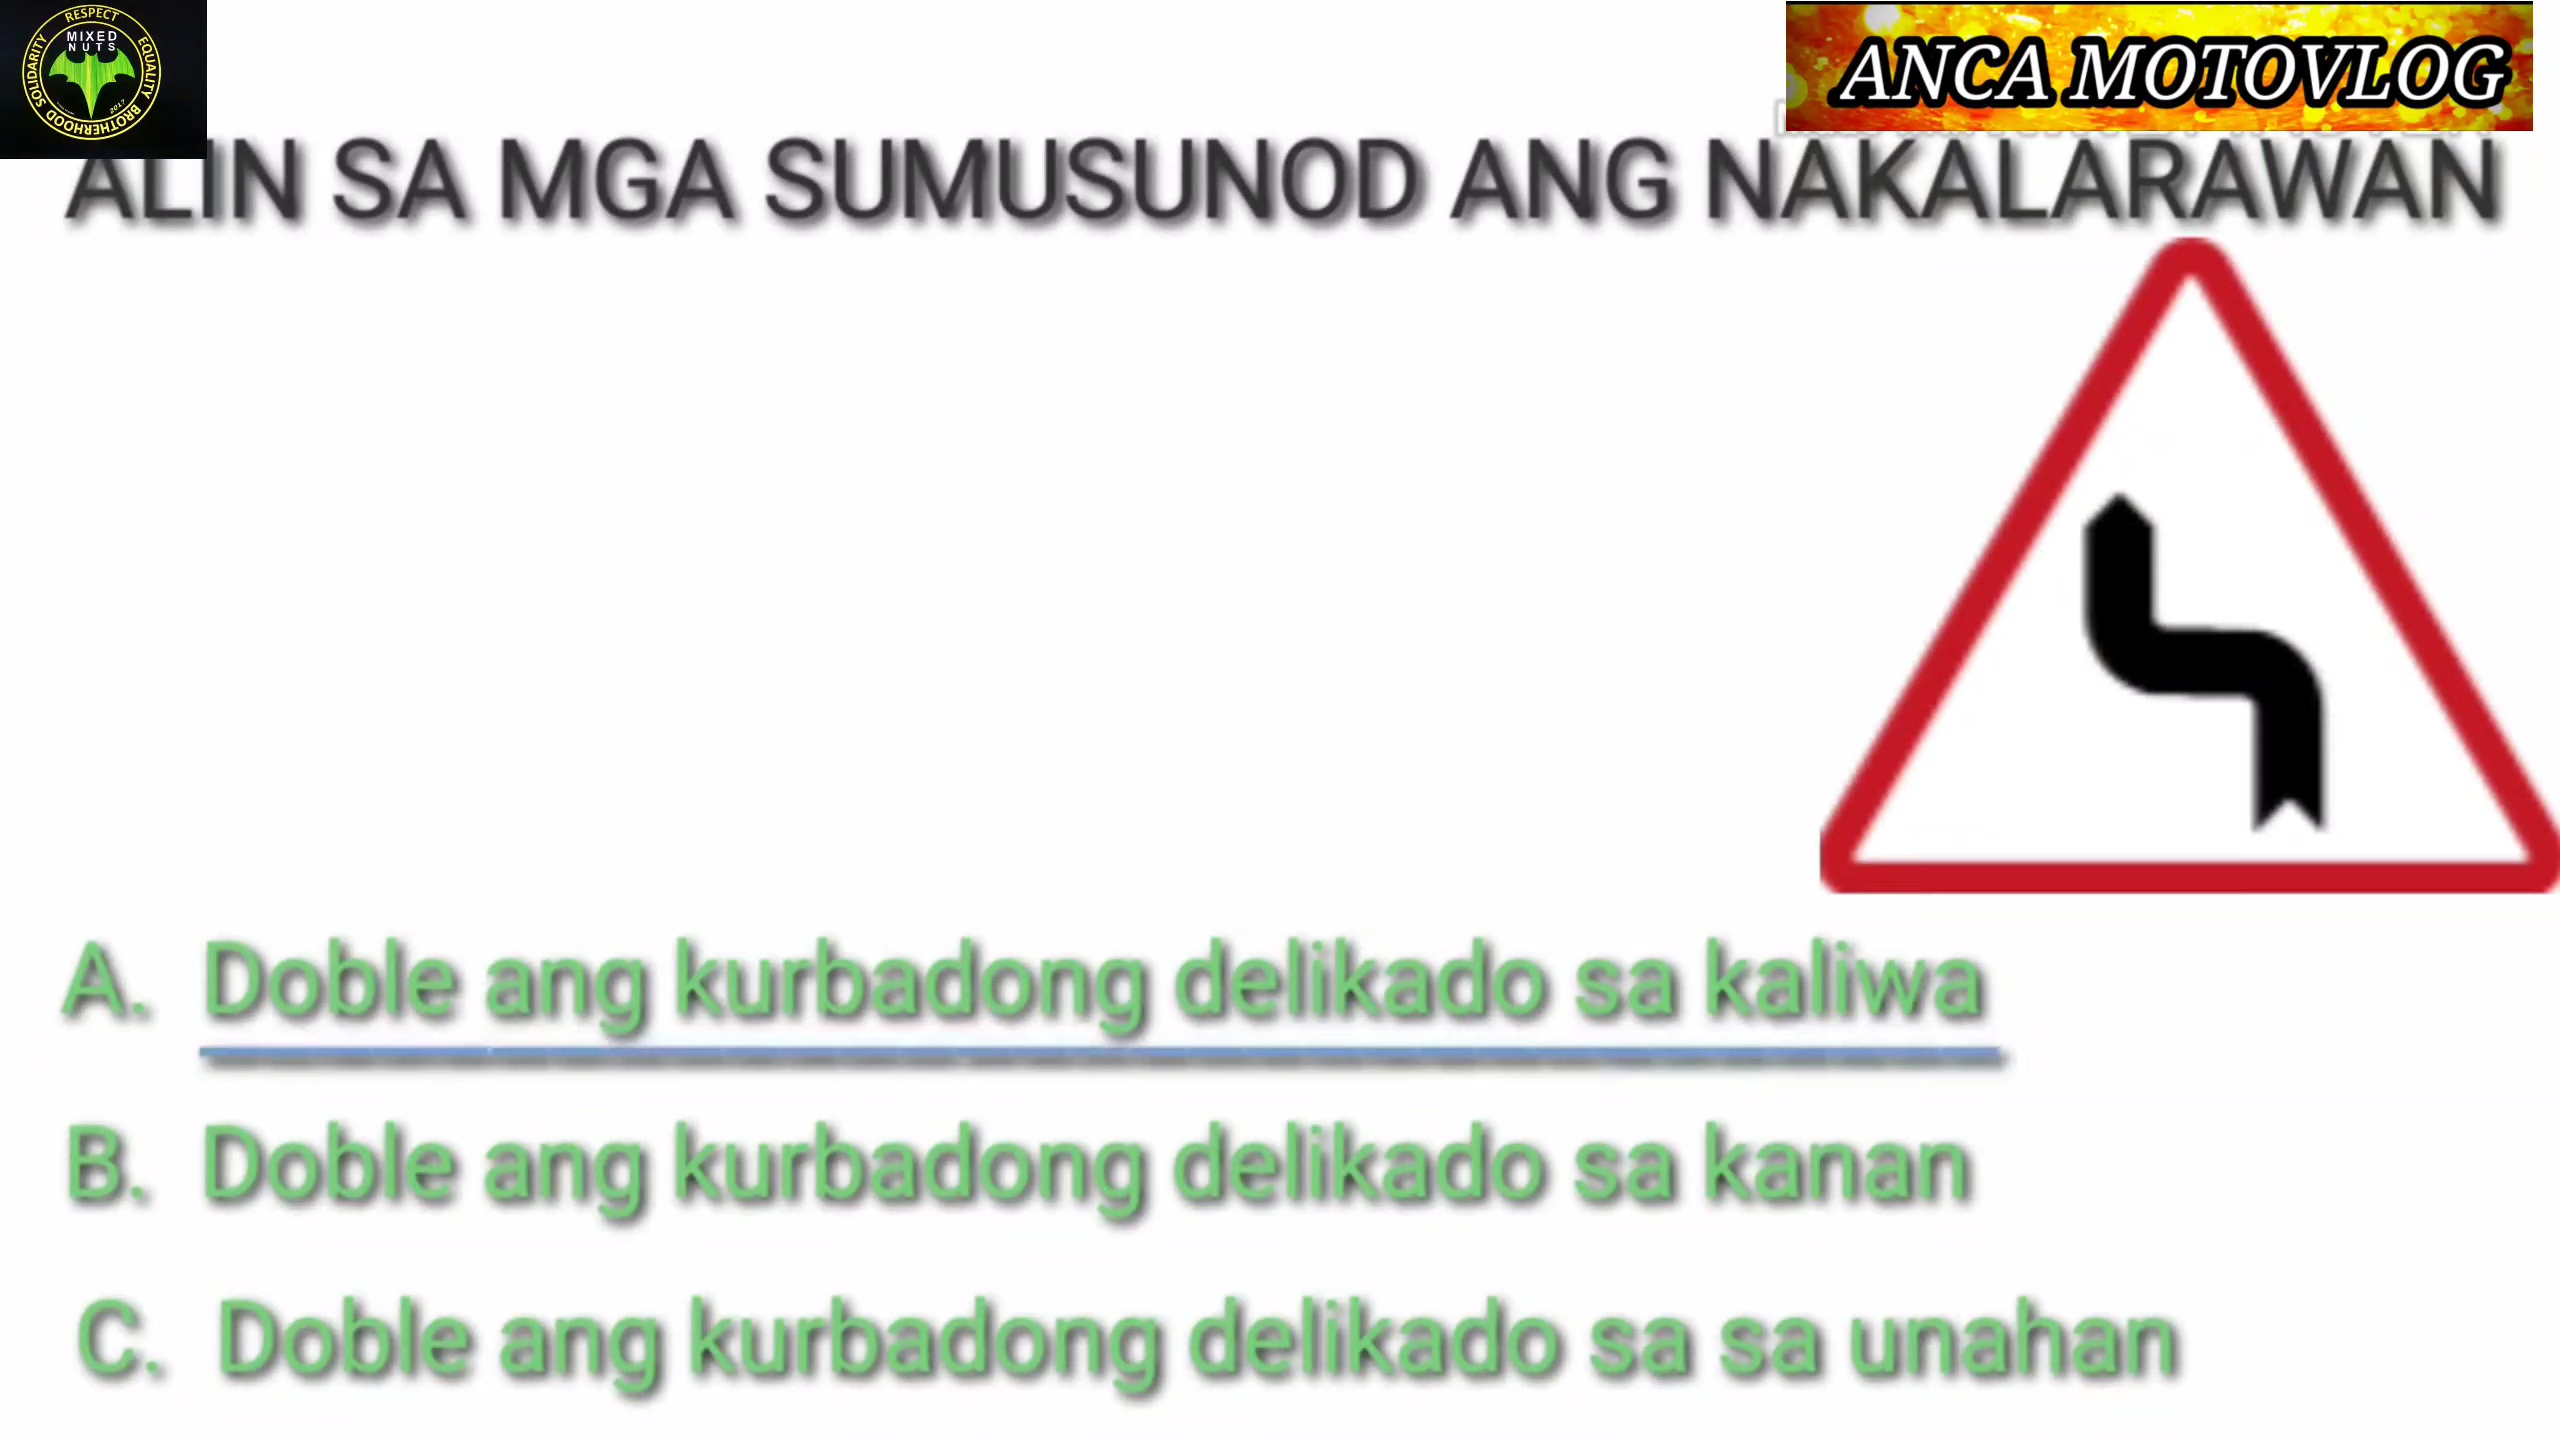 RESPECT
MIXED
NUTS
SOLIDARITY
EQUALITY
BROTHERHOOD
2017
ANCA MOTOVLOG
ALIN SA MGA SUMUSUNOD ANG NAKALARAWAN
A. Doble ang kurbadong delikado sa kaliwa
B. Doble ang kurbadong delikado sa kanan
C. Doble ang kurbadong delikado sa sa unahan